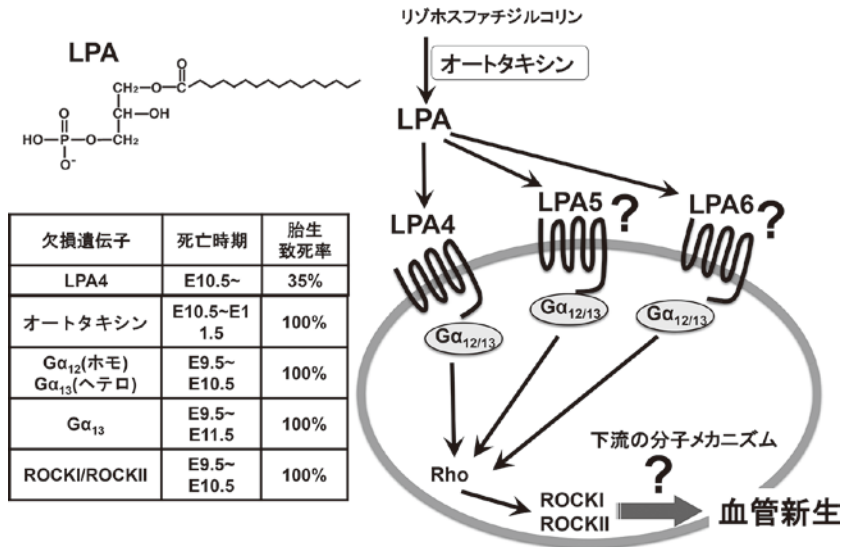 リゾホスファチジルコリン
オートタキシン
LPA
LPA
O
CH₂-O-C
CH-OH
O
HO-P-O-CH₂
O⁻
LPA4
LPA5 ?
LPA6 ?
Gα12/13
Gα12/13
Gα12/13
欠損遺伝子 死亡時期 胎生致死率
LPA4 E10.5~ 35%
オートタキシン E10.5~E11.5 100%
Gα12(ホモ)
Gα13(ヘテロ) E9.5~E10.5 100%
Gα13 E9.5~E11.5 100%
ROCKI/ROCKII E9.5~E10.5 100%
下流の分子メカニズム
?
Rho
ROCKI
ROCKII
血管新生